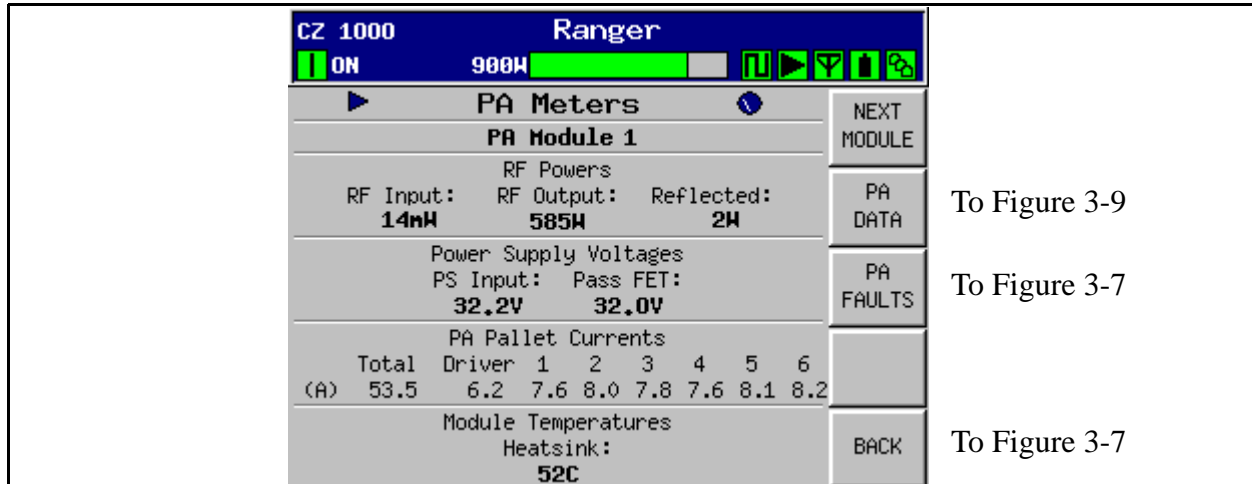 CZ 1000 Ranger
ON 900W
PA Meters
NEXT MODULE
PA Module 1
RF Powers
RF Input: RF Output: Reflected:
14mW 585W 2W
PA DATA To Figure 3-9
Power Supply Voltages
PS Input: Pass FET:
32.2V 32.0V
PA FAULTS To Figure 3-7
PA Pallet Currents
Total Driver 1 2 3 4 5 6
(A) 53.5 6.2 7.6 8.0 7.8 7.6 8.1 8.2
Module Temperatures
Heatsink:
52C
BACK To Figure 3-7